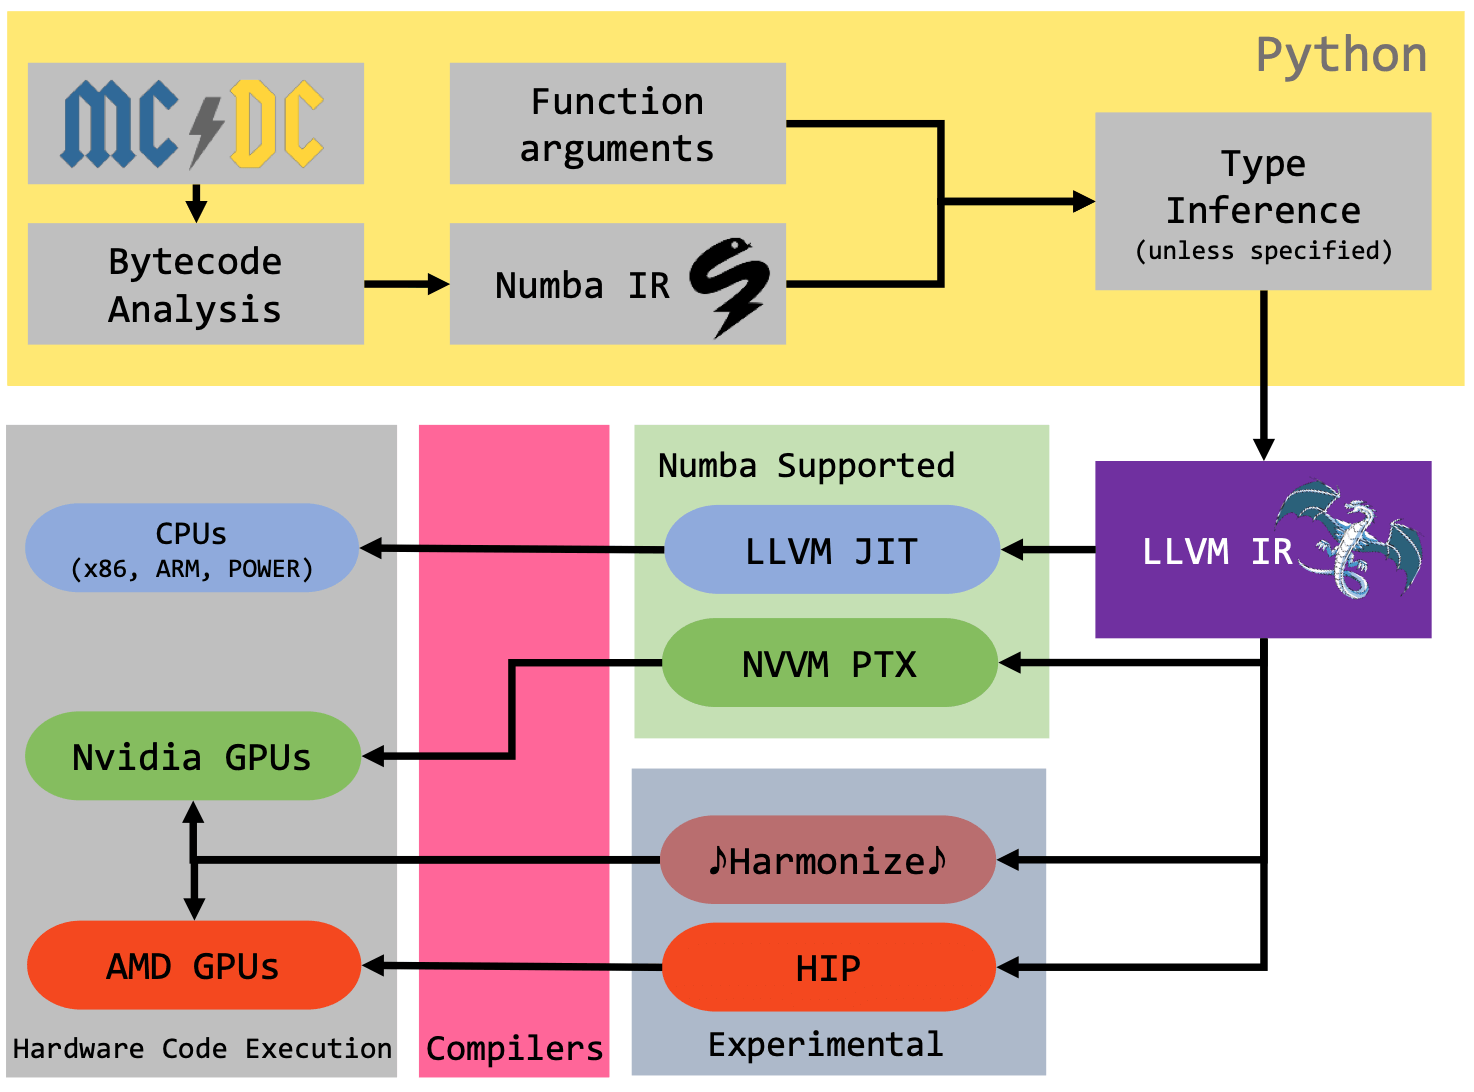 Python
MC DC
Function
arguments
Type
Inference
(unless specified)
Bytecode
Analysis
Numba IR
Numba Supported
CPUs
(x86, ARM, POWER)
LLVM JIT
LLVM IR
NVVM PTX
Nvidia GPUs
♪Harmonize♪
AMD GPUs
HIP
Hardware Code Execution
Compilers
Experimental